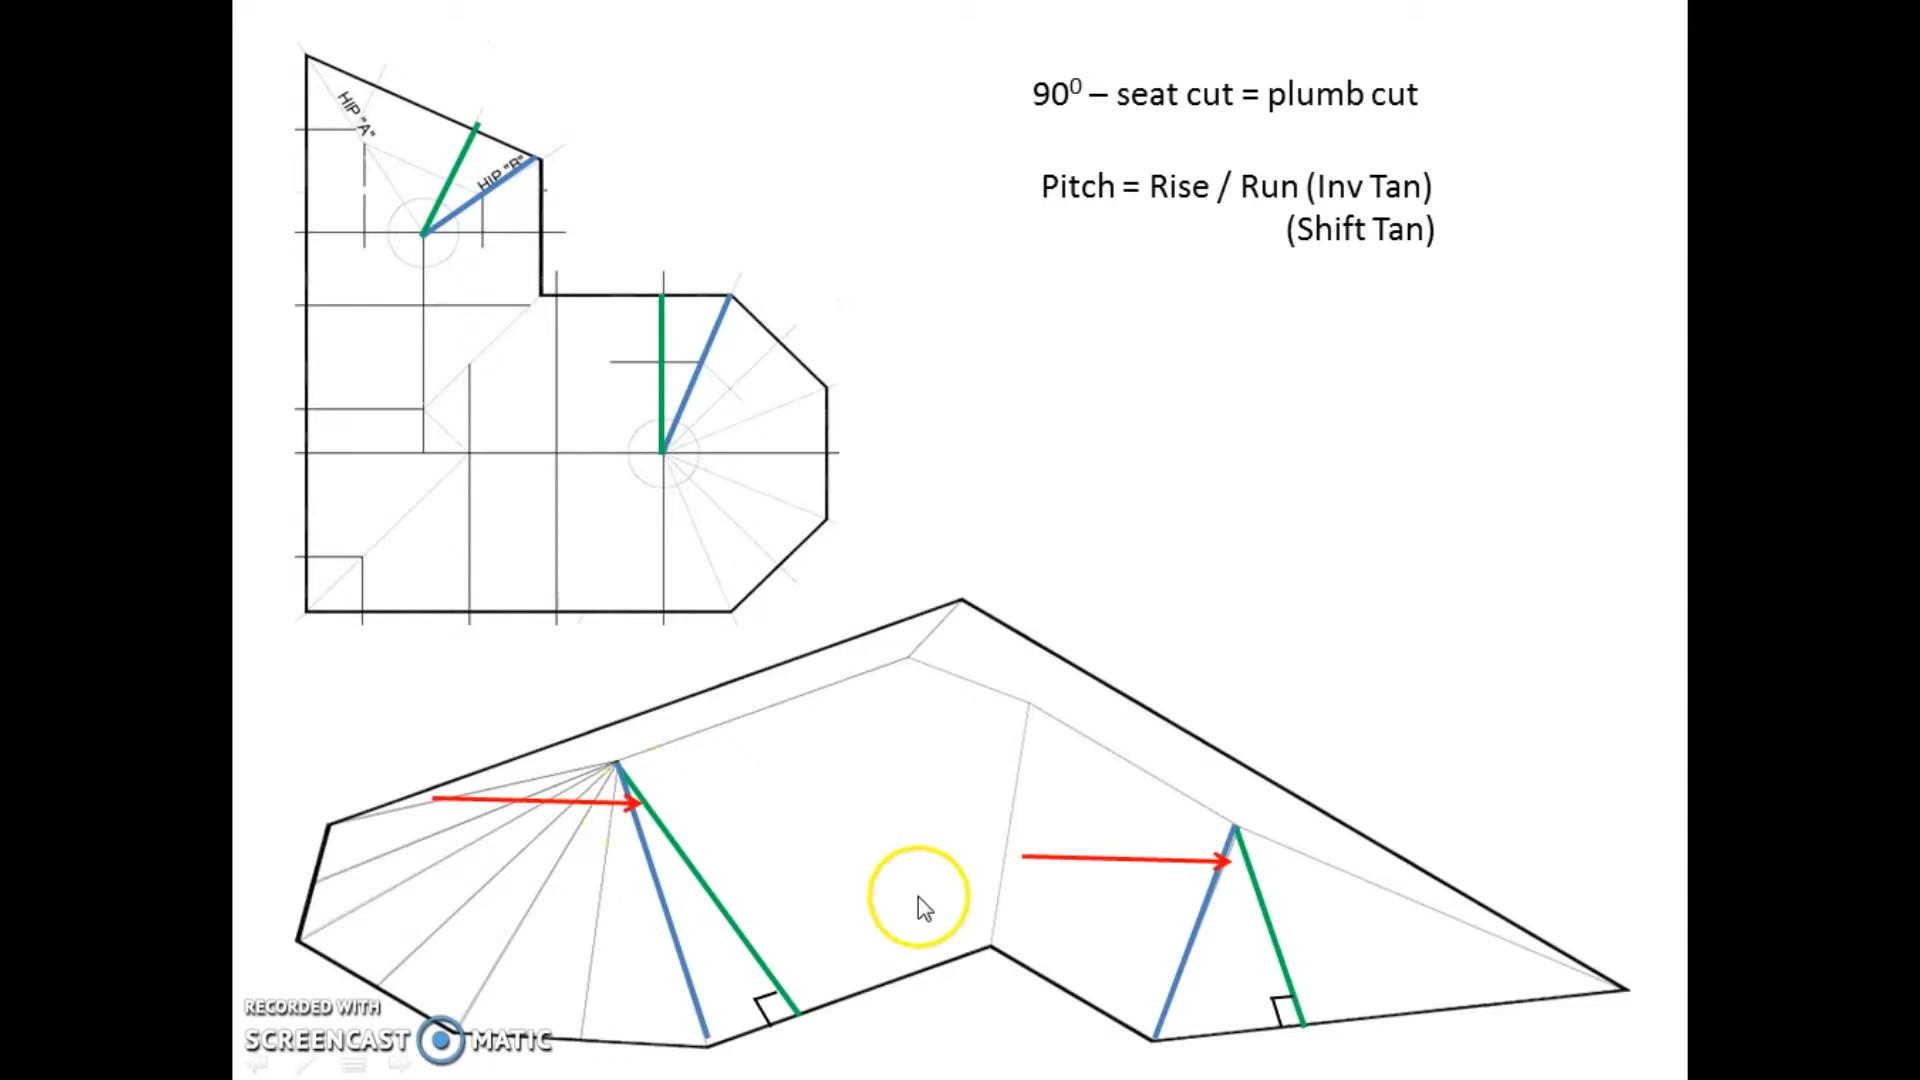 HIP "A"
HIP "B"
90⁰ – seat cut = plumb cut
Pitch = Rise / Run (Inv Tan)
(Shift Tan)
RECORDED WITH
SCREENCAST MATIC